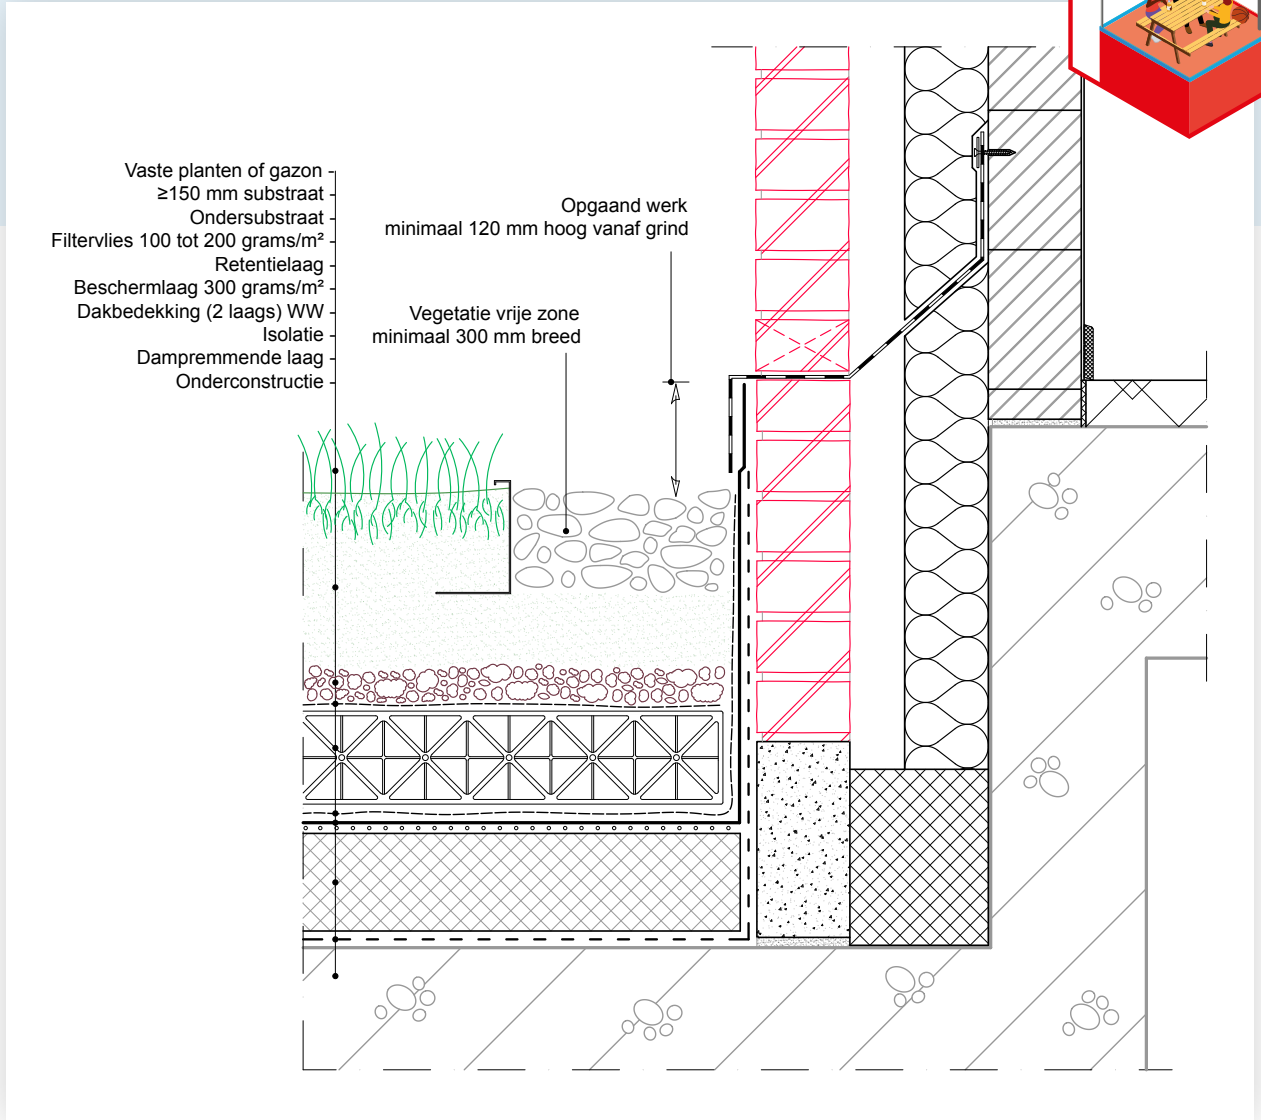 Vaste planten of gazon
≥150 mm substraat
Ondersubstraat
Filtervlies 100 tot 200 grams/m²
Retentielaag
Beschermlaag 300 grams/m²
Dakbedekking (2 laags) WW
Isolatie
Dampremmende laag
Onderconstructie
Opgaand werk
minimaal 120 mm hoog vanaf grind
Vegetatie vrije zone
minimaal 300 mm breed